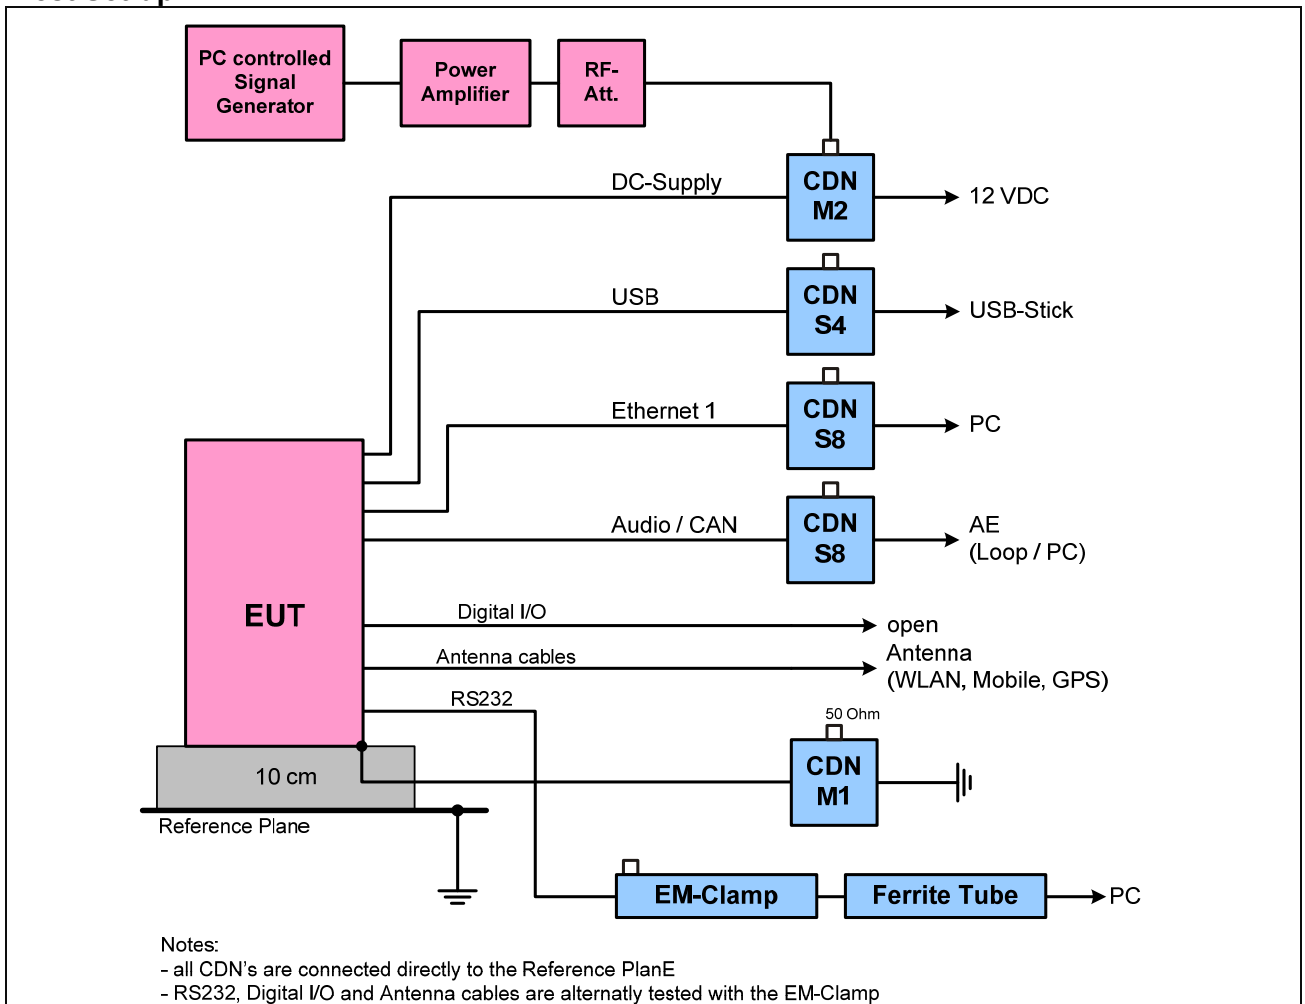 PC controlled
Signal
Generator
Power
Amplifier
RF-
Att.
DC-Supply
CDN
M2
12 VDC
USB
CDN
S4
USB-Stick
Ethernet 1
CDN
S8
PC
Audio / CAN
CDN
S8
AE
(Loop / PC)
EUT
Digital I/O
open
Antenna cables
Antenna
(WLAN, Mobile, GPS)
RS232
50 Ohm
CDN
M1
10 cm
Reference Plane
EM-Clamp
Ferrite Tube
PC
Notes:
- all CDN's are connected directly to the Reference PlanE
- RS232, Digital I/O and Antenna cables are alternatly tested with the EM-Clamp